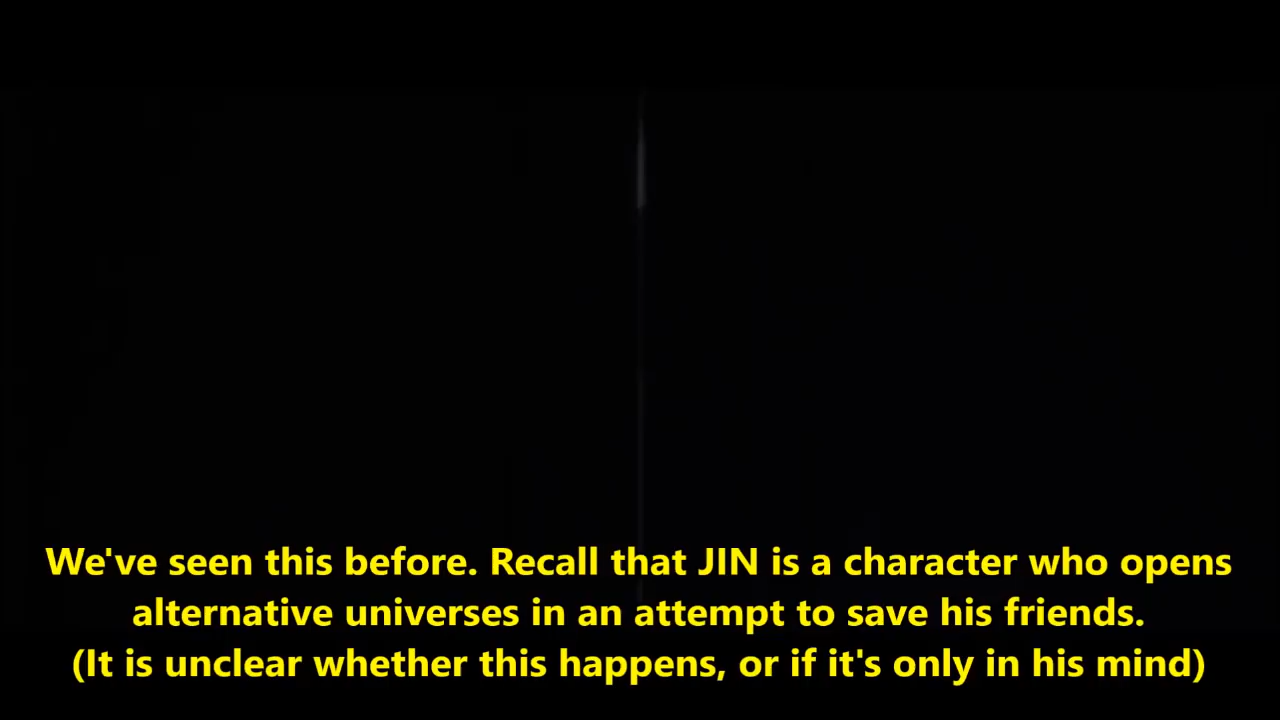 We've seen this before. Recall that JIN is a character who opens
alternative universes in an attempt to save his friends.
(It is unclear whether this happens, or if it's only in his mind)